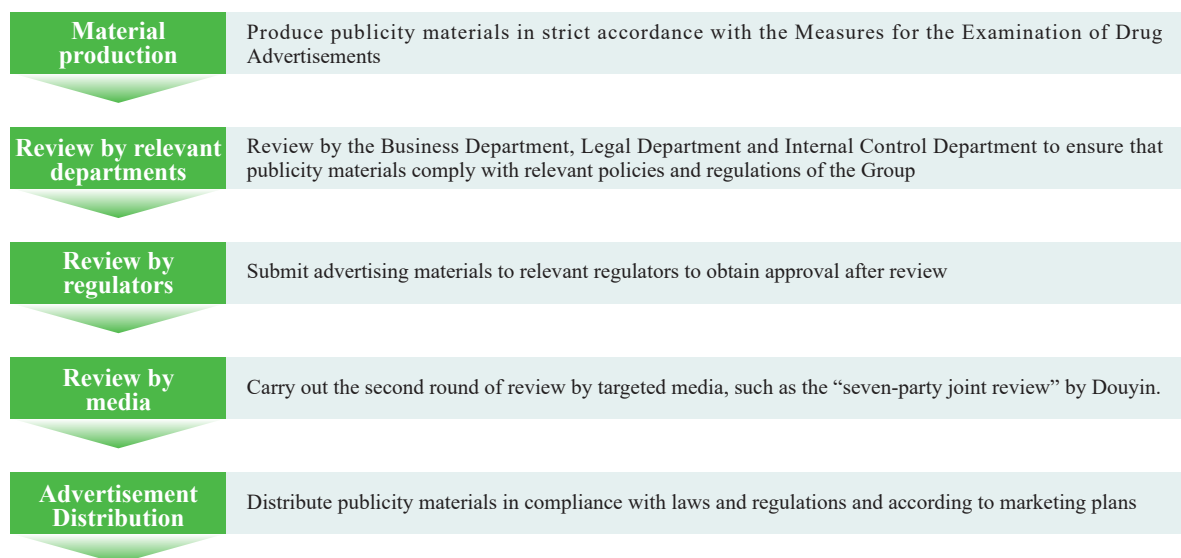 Material
production
Produce publicity materials in strict accordance with the Measures for the Examination of Drug
Advertisements
Review by relevant
departments
Review by the Business Department, Legal Department and Internal Control Department to ensure that
publicity materials comply with relevant policies and regulations of the Group
Review by
regulators
Submit advertising materials to relevant regulators to obtain approval after review
Review by
media
Carry out the second round of review by targeted media, such as the “seven-party joint review” by Douyin.
Advertisement
Distribution
Distribute publicity materials in compliance with laws and regulations and according to marketing plans